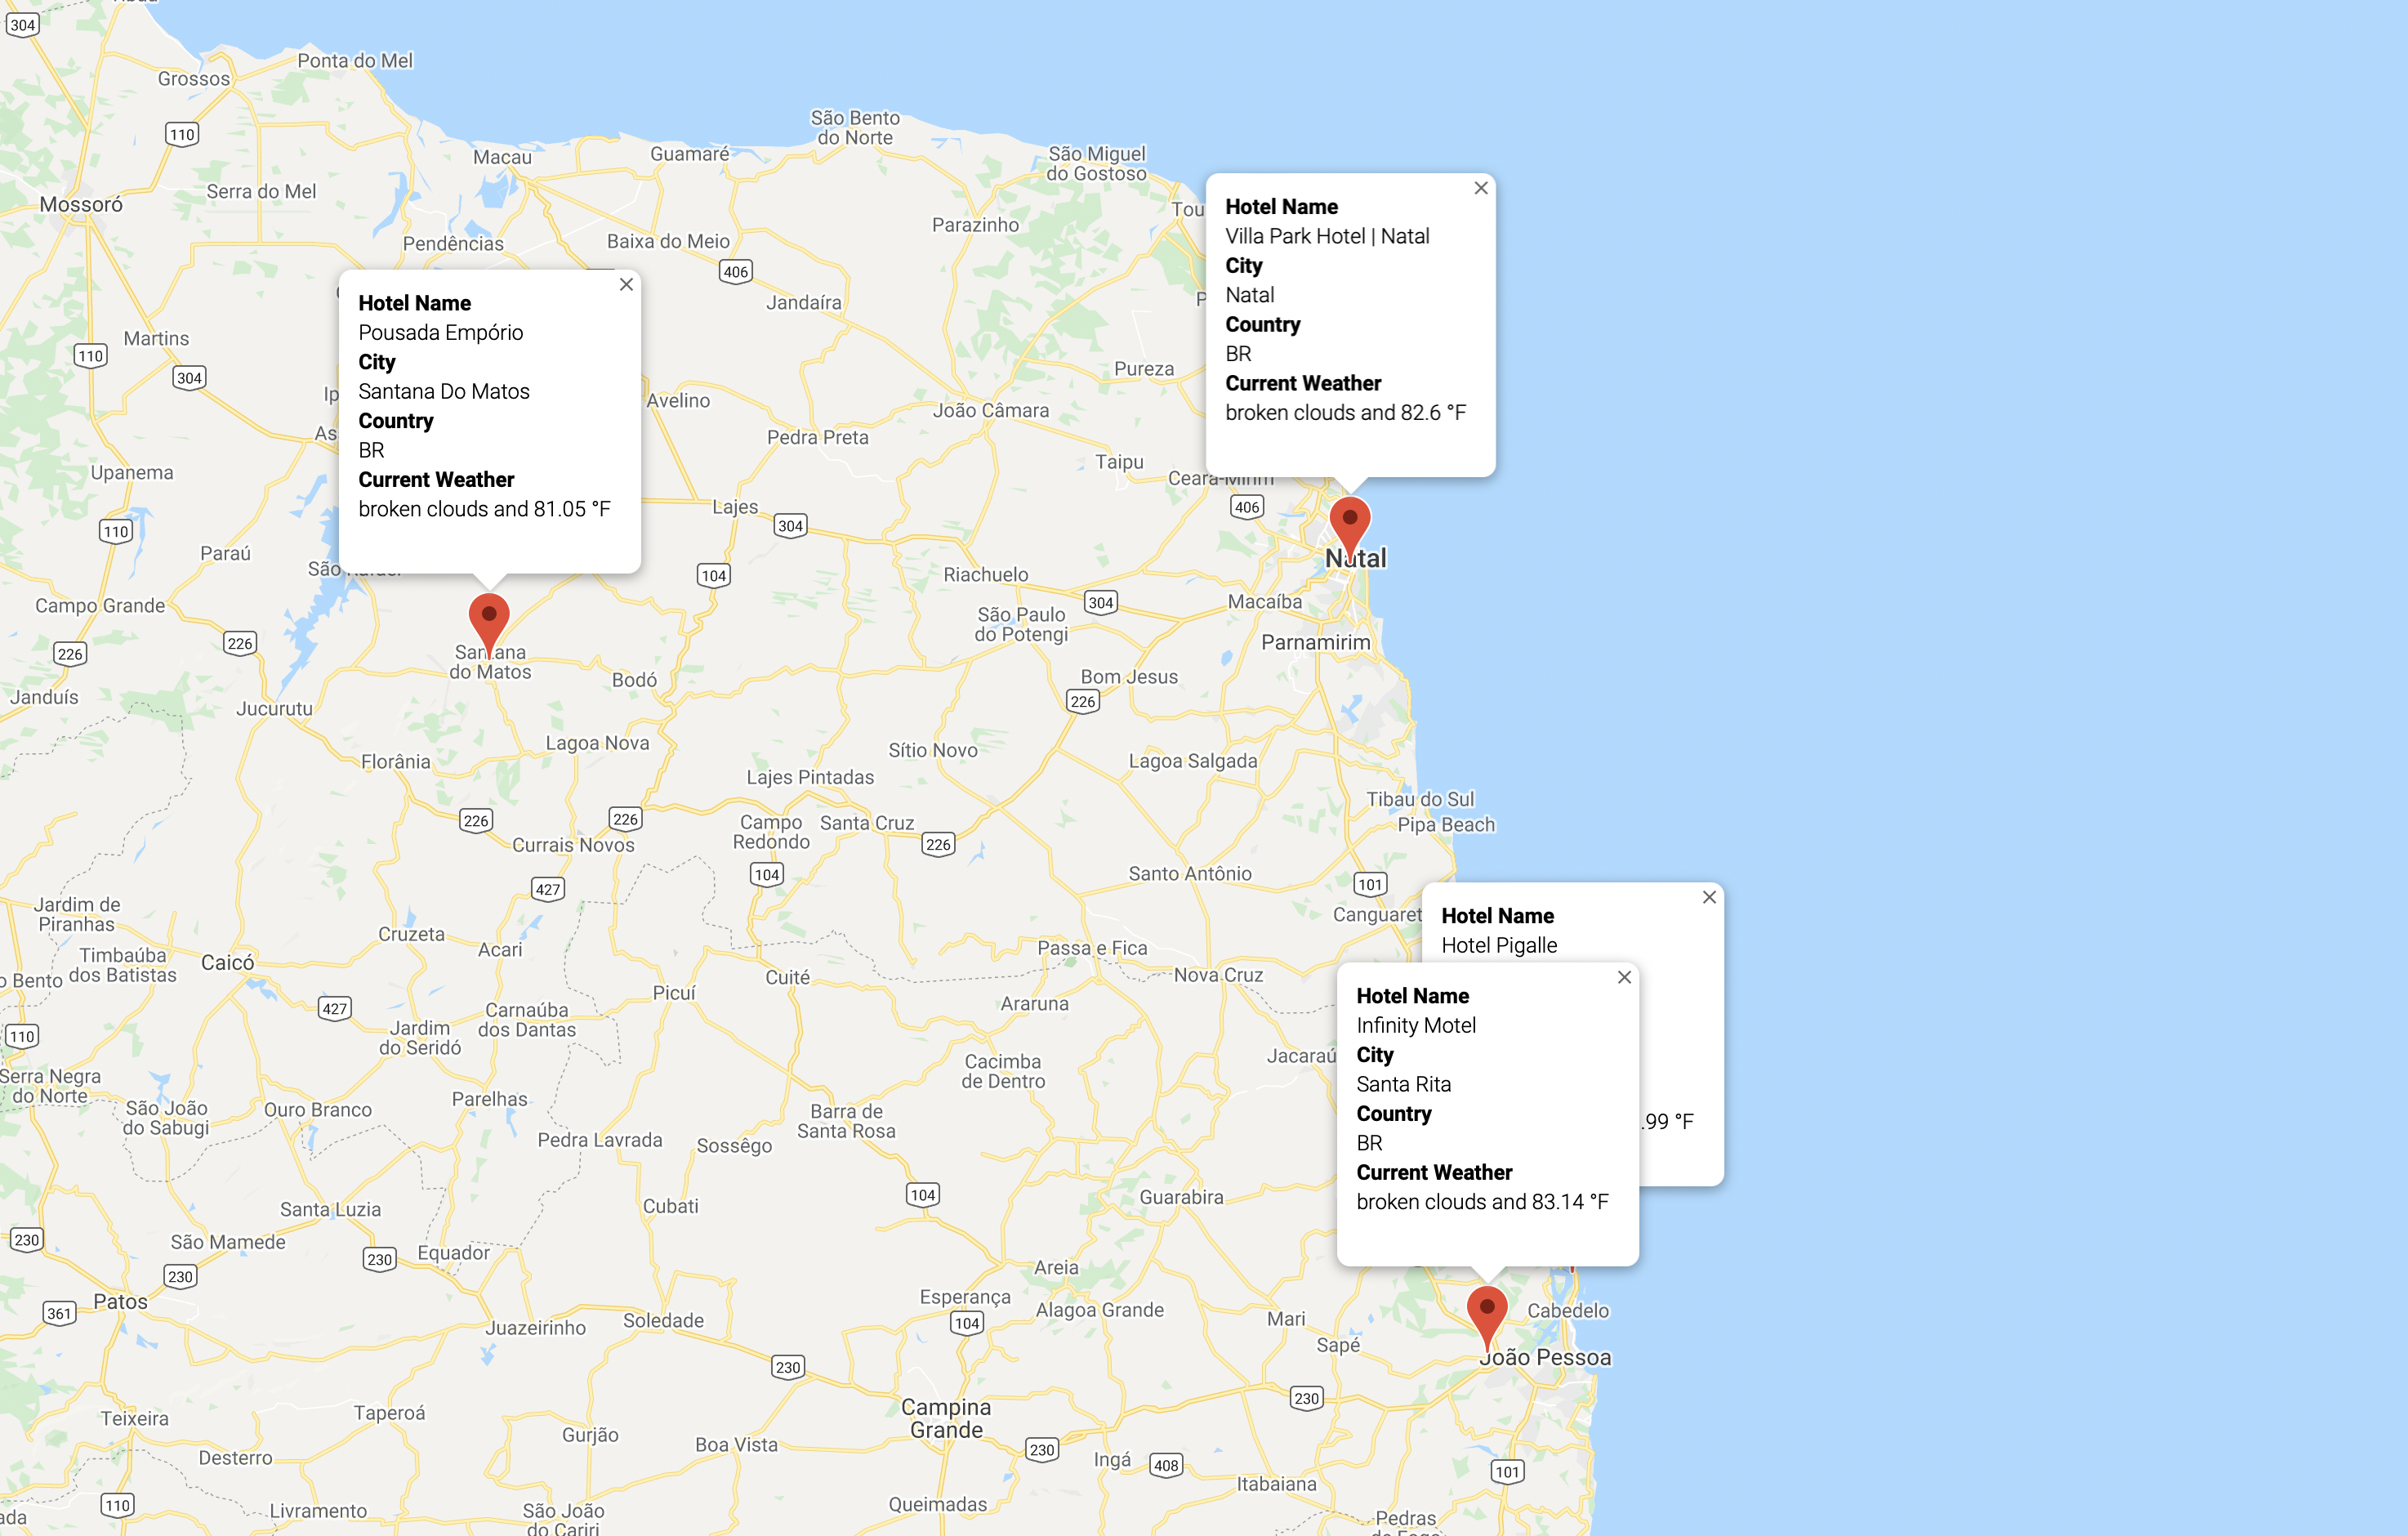 304
Grossos
Ponta do Mel
110
São Bento
do Norte
Macau
Guamaré
São Miguel
do Gostoso
Serra do Mel
Mossoró
Parazinho
Pendências
Baixa do Meio
406
Jandaíra
Hotel Name
Villa Park Hotel | Natal
City
Natal
Country
BR
Current Weather
broken clouds and 82.6 °F
Hotel Name
Pousada Empório
City
Santana Do Matos
Country
BR
Current Weather
broken clouds and 81.05 °F
Martins
110
304
Pureza
Avelino
João Câmara
Pedra Preta
Upanema
Taipu
Ceará-Mirim
406
Lajes
304
110
Paraú
Natal
104
Riachuelo
Campo Grande
Macaíba
304
São Paulo
do Potengi
226
226
Parnamirim
Santana
do Matos
Bodó
Bom Jesus
226
Janduís
Jucurutu
Lagoa Nova
Sítio Novo
Florânia
Lagoa Salgada
Lajes Pintadas
Tibau do Sul
Pipa Beach
226
226
Campo
Redondo
Santa Cruz
226
Currais Novos
104
427
Santo Antônio
101
Canguaret
Jardim de
Piranhas
Cruzeta
Acari
Passa e Fica
Timbaúba
dos Batistas
Caicó
Cuité
Nova Cruz
o Bento
Picuí
Araruna
427
Carnaúba
dos Dantas
110
Jardim
do Seridó
Hotel Name
Hotel Pigalle
.99 °F
Hotel Name
Infinity Motel
City
Santa Rita
Country
BR
Current Weather
broken clouds and 83.14 °F
Jacaraú
Cacimba
de Dentro
Serra Negra
do Norte
São João
do Sabugi
Ouro Branco
Parelhas
Barra de
Santa Rosa
Pedra Lavrada
Sossêgo
104
Guarabira
Cubati
Santa Luzia
230
São Mamede
230
Equador
230
Areia
Patos
361
Esperança
104
Alagoa Grande
Mari
Cabedelo
Juazeirinho
Soledade
Sapé
João Pessoa
230
230
Campina
Grande
Teixeira
Taperoá
Gurjão
Boa Vista
230
Desterro
Ingá
408
101
Itabaiana
110
Livramento
São João
do Cariri
Queimadas
Pedras